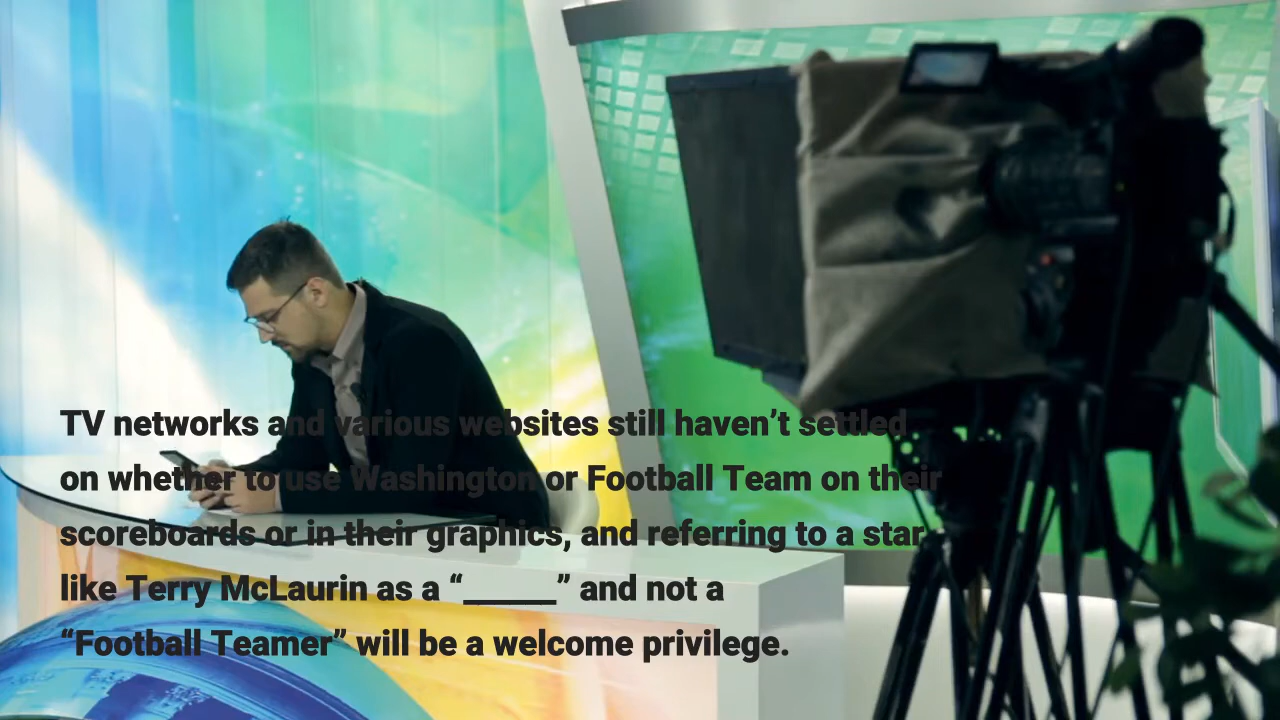 TV networks and various websites still haven’t settled
on whether to use Washington or Football Team on their
scoreboards or in their graphics, and referring to a star
like Terry McLaurin as a “______” and not a
“Football Teamer” will be a welcome privilege.